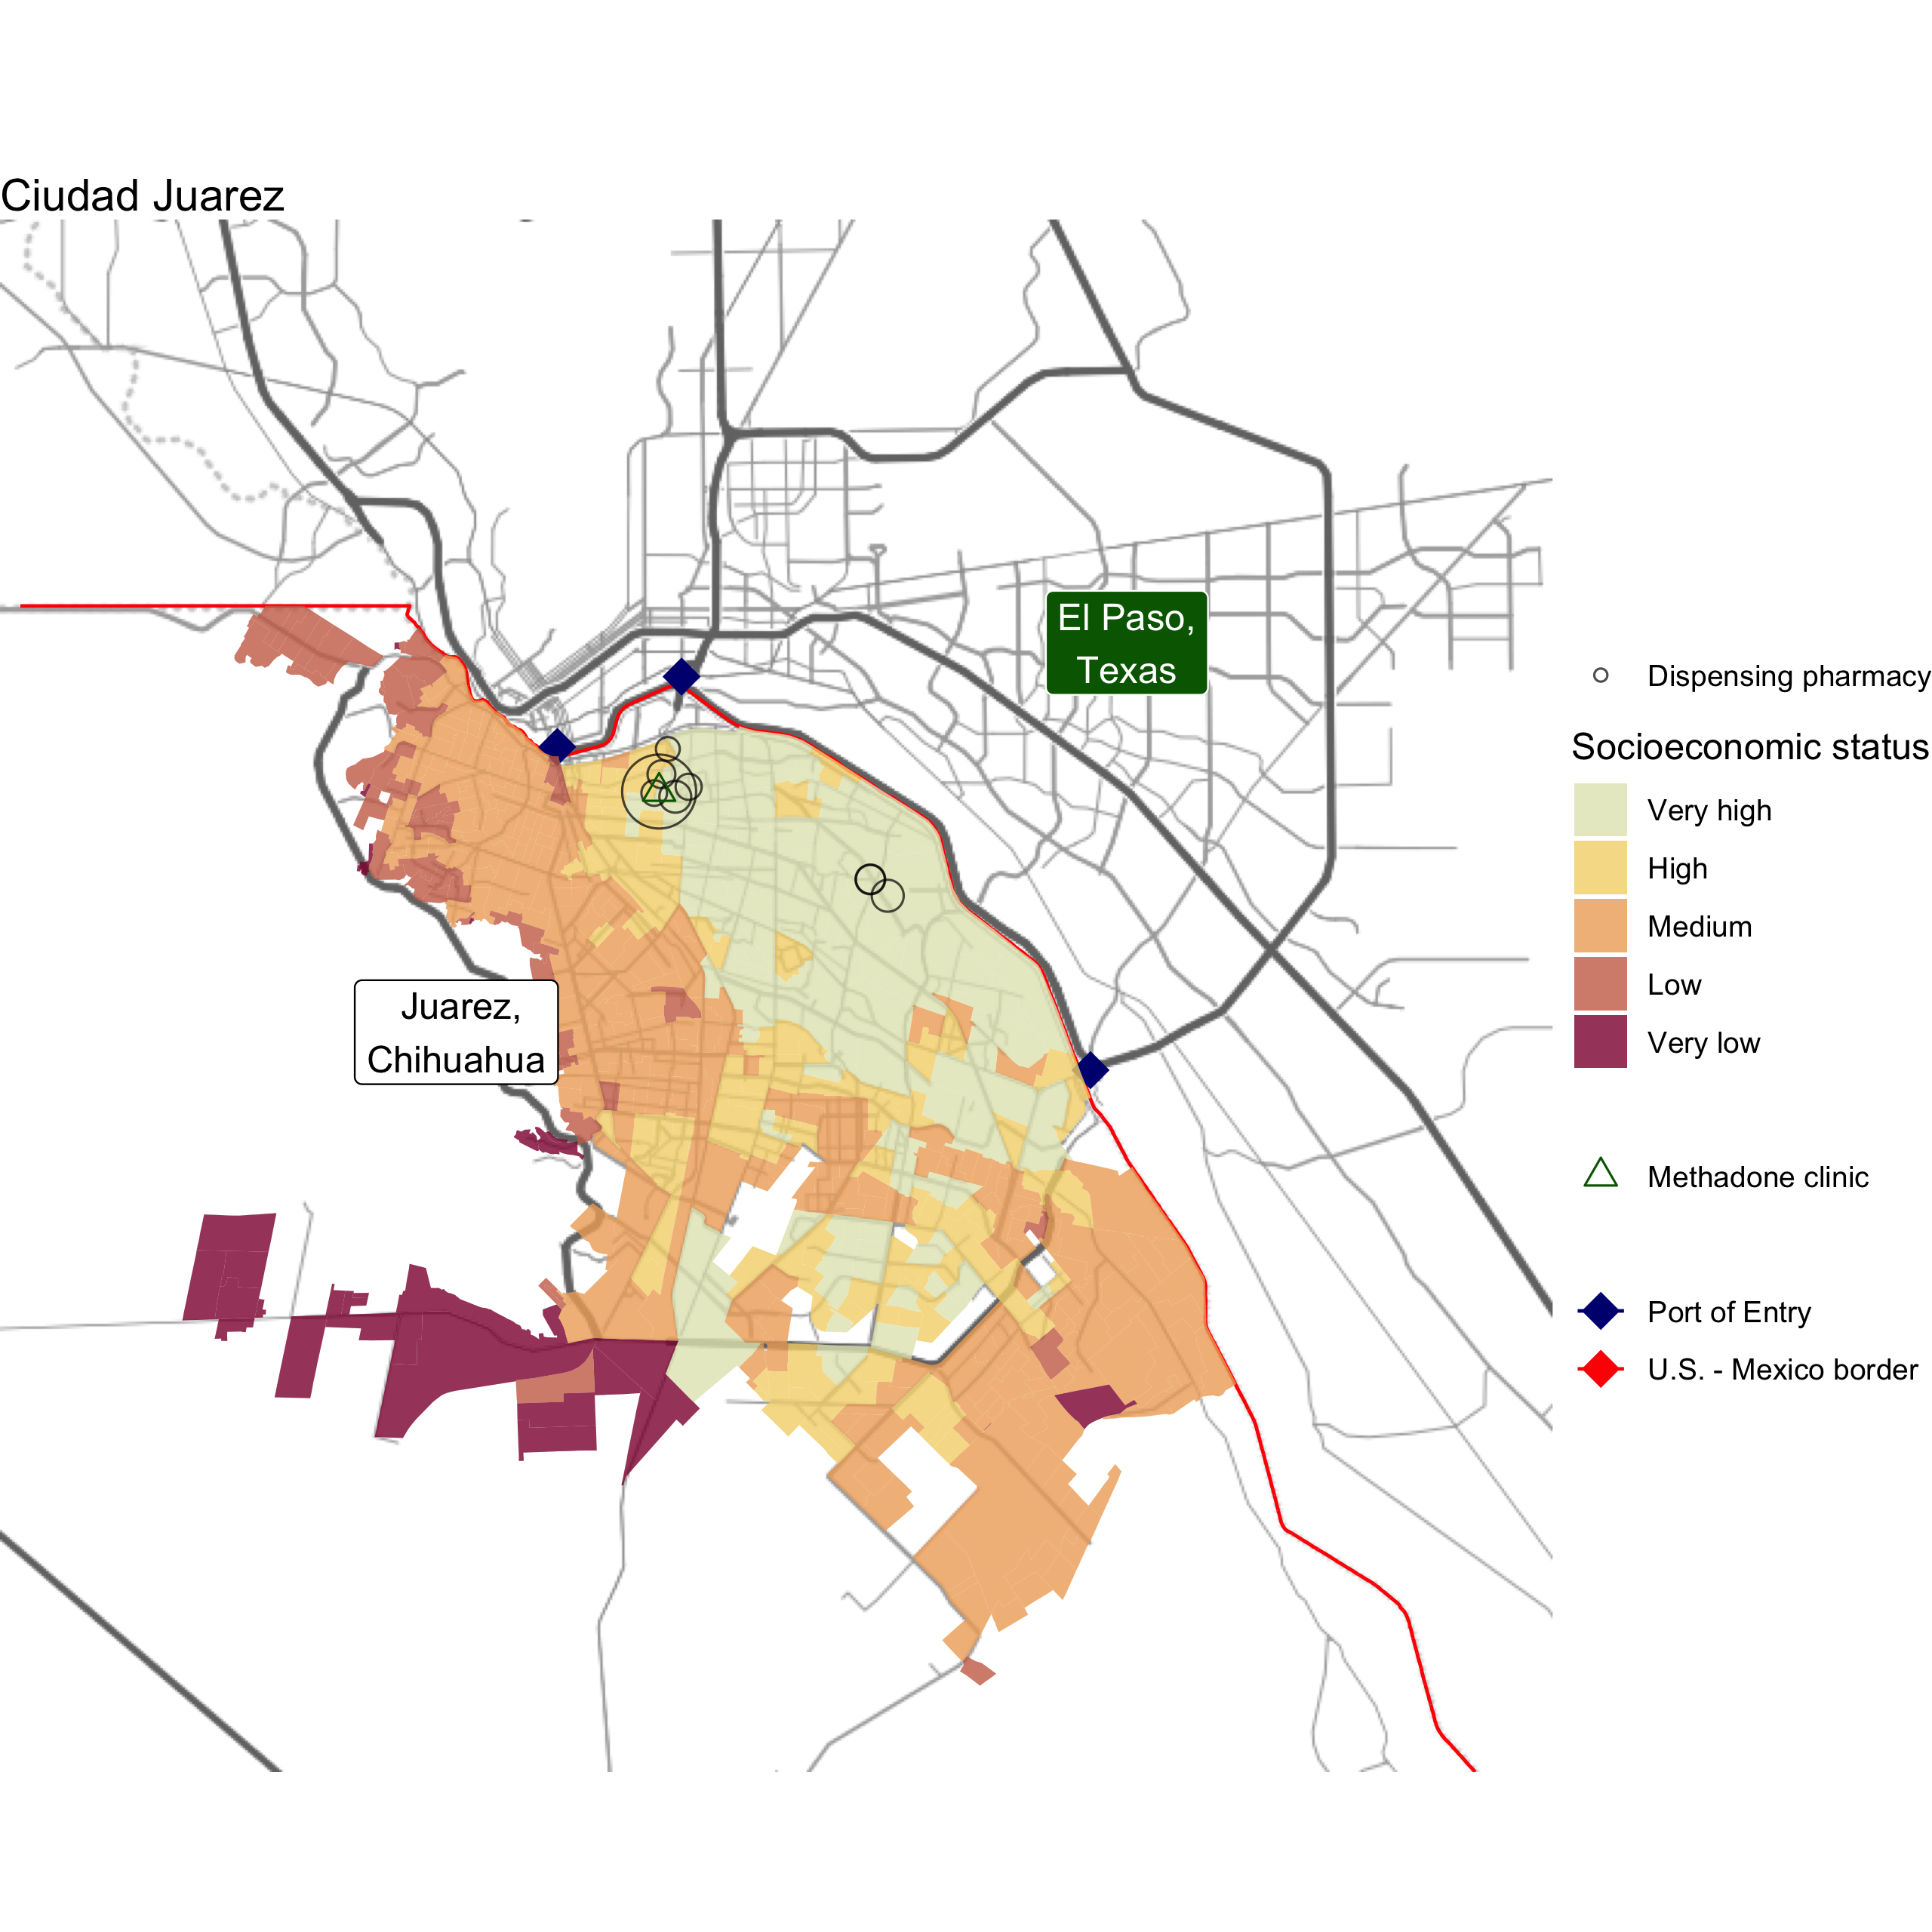 Ciudad Juarez
El Paso,
Texas
Juarez,
Chihuahua
Dispensing pharmacy
Socioeconomic status
Very high
High
Medium
Low
Very low
Methadone clinic
Port of Entry
U.S. - Mexico border